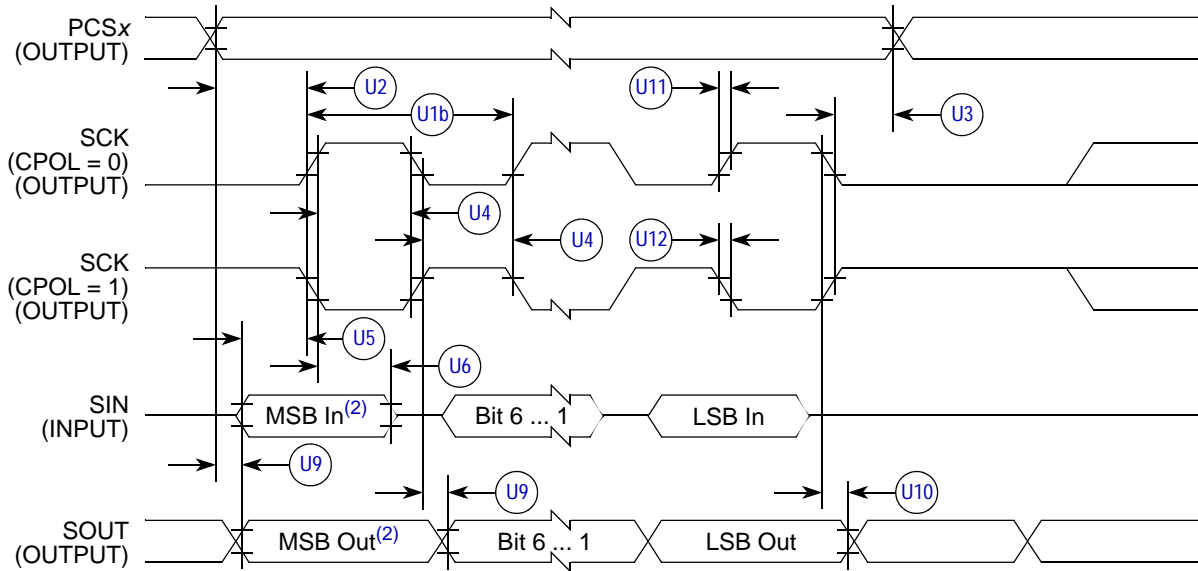 PCSx
(OUTPUT)
U2
U11
U1b
U3
SCK
(CPOL = 0)
(OUTPUT)
U4
U4
U12
SCK
(CPOL = 1)
(OUTPUT)
U5
U6
SIN
(INPUT)
MSB In(2)
Bit 6 ... 1
LSB In
U9
U9
U10
SOUT
(OUTPUT)
MSB Out(2)
Bit 6 ... 1
LSB Out